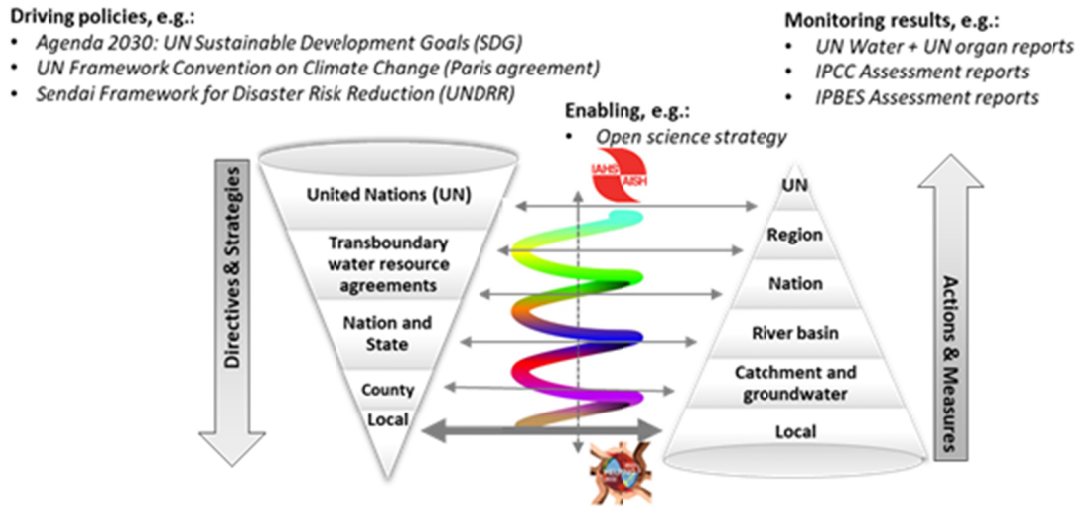 Driving policies, e.g.:
• Agenda 2030: UN Sustainable Development Goals (SDG)
• UN Framework Convention on Climate Change (Paris agreement)
• Sendai Framework for Disaster Risk Reduction (UNDRR)
Monitoring results, e.g.:
• UN Water + UN organ reports
• IPCC Assessment reports
• IPBES Assessment reports
Enabling, e.g.:
• Open science strategy
IAHS
AISH
Directives & Strategies
United Nations (UN)
Transboundary
water resource
agreements
Nation and
State
County
Local
UN
Region
Nation
River basin
Catchment and
groundwater
Local
Actions & Measures